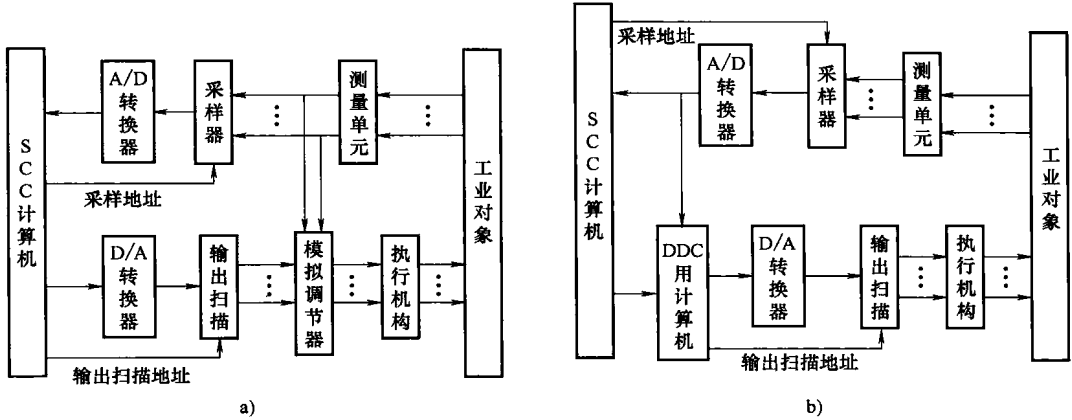 SCC计算机
A/D
转换器
采样器
测量单元
采样地址
工业对象
D/A
转换器
输出扫描
模拟调节器
执行机构
输出扫描地址
a)
SCC计算机
采样地址
A/D
转换器
采样器
测量单元
工业对象
DDC
用计算机
D/A
转换器
输出扫描
执行机构
输出扫描地址
b)